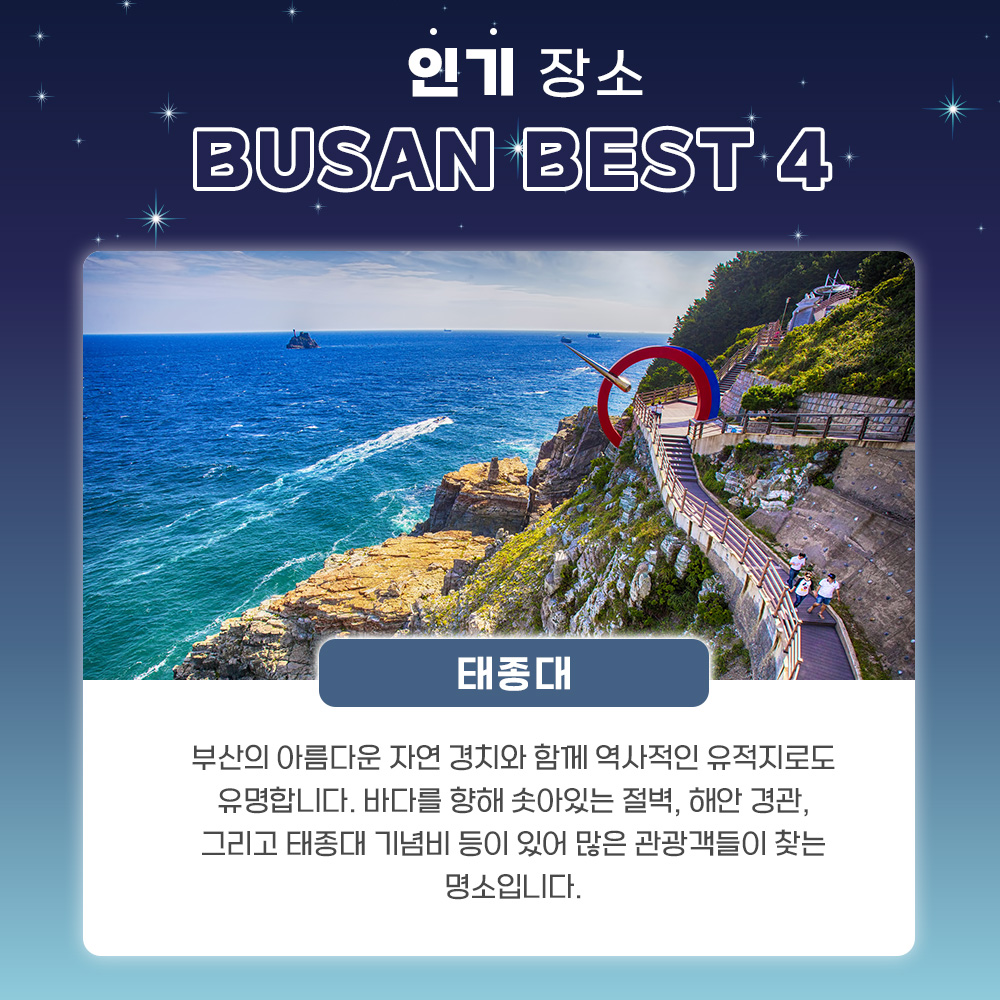 인기 장소
BUSAN BEST 4
태종대
부산의 아름다운 자연 경치와 함께 역사적인 유적지로도
유명합니다. 바다를 향해 솟아있는 절벽, 해안 경관,
그리고 태종대 기념비 등이 있어 많은 관광객들이 찾는
명소입니다.